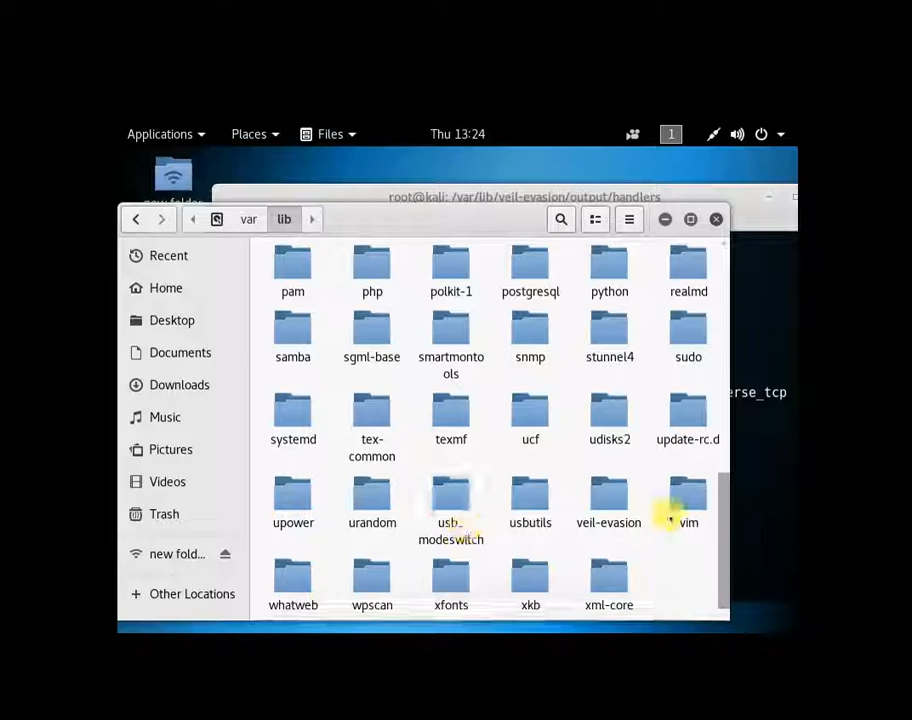 Applications Places Files Thu 13:24 1
new folder
root@kali: /var/lib/veil-evasion/output/handlers
var lib
Recent
Home
Desktop
Documents
Downloads
Music
Pictures
Videos
Trash
new fold...
Other Locations
pam php polkit-1 postgresql python realmd
samba sgml-base smartmonto snmp stunnel4 sudo
ols
systemd tex- texmf ucf udisks2 update-rc.d
common
upower urandom usb_ usbutils veil-evasion vim
modeswitch
whatweb wpscan xfonts xkb xml-core
erse_tcp